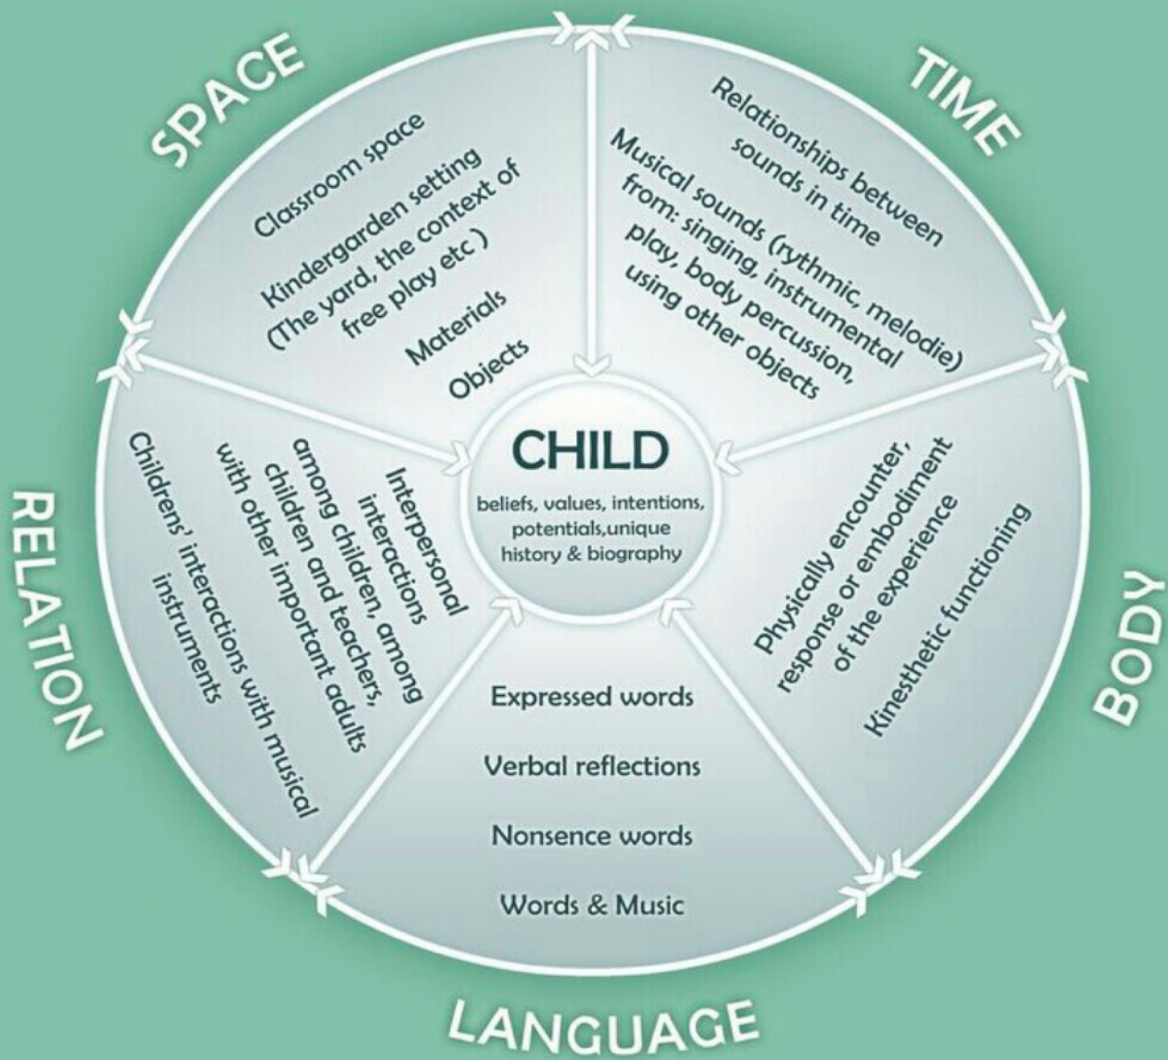 SPACE
Classroom space
Kindergarden setting
(The yard, the context of
free play etc )
Materials
Objects
TIME
Relationships between
sounds in time
Musical sounds (rythmic, melodie)
from: singing, instrumental
play, body percussion,
using other objects
CHILD
beliefs, values, intentions,
potentials,unique
history & biography
RELATION
Interpersonal
interactions
among children, among
children and teachers,
with other important adults
Childrens' interactions with musical
instruments
BODY
Physically encounter,
response or embodiment
of the experience
Kinesthetic functioning
Expressed words
Verbal reflections
Nonsence words
Words & Music
LANGUAGE